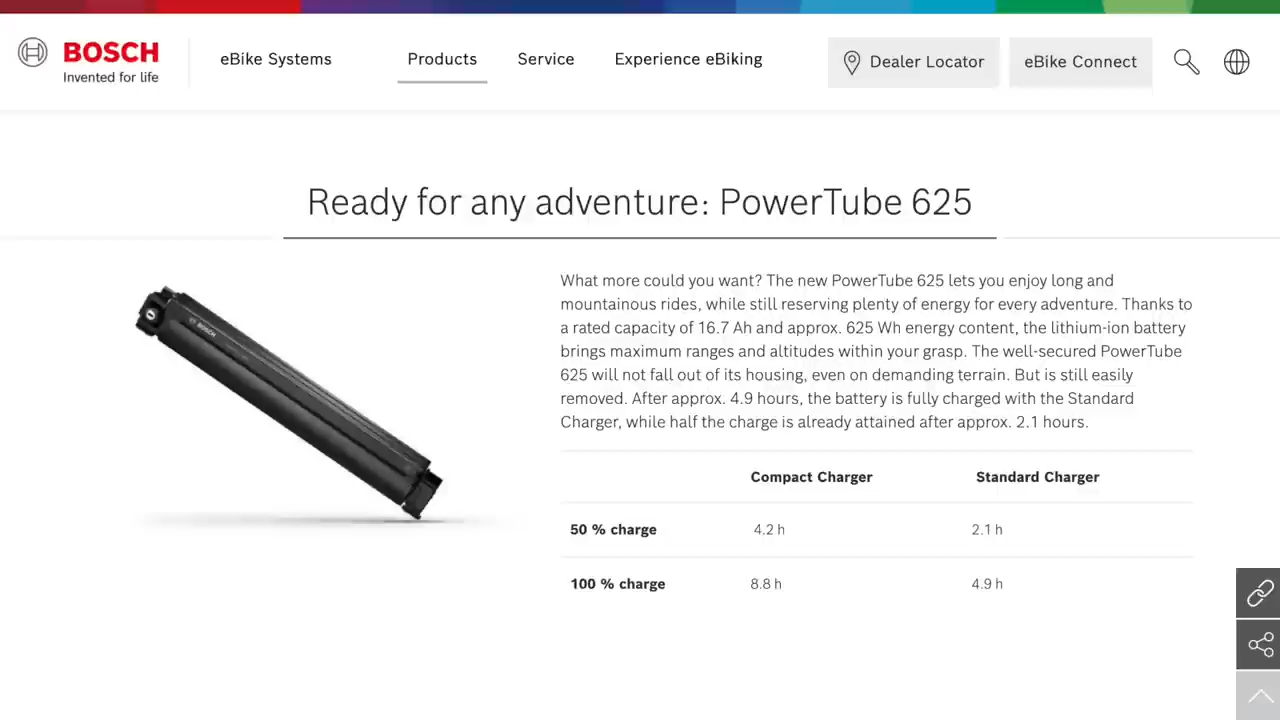 BOSCH
Invented for life
eBike Systems
Products
Service
Experience eBiking
Dealer Locator
eBike Connect
Ready for any adventure: PowerTube 625
BOSCH
What more could you want? The new PowerTube 625 lets you enjoy long and
mountainous rides, while still reserving plenty of energy for every adventure. Thanks to
a rated capacity of 16.7 Ah and approx. 625 Wh energy content, the lithium-ion battery
brings maximum ranges and altitudes within your grasp. The well-secured PowerTube
625 will not fall out of its housing, even on demanding terrain. But is still easily
removed. After approx. 4.9 hours, the battery is fully charged with the Standard
Charger, while half the charge is already attained after approx. 2.1 hours.
Compact Charger Standard Charger
50 % charge 4.2 h 2.1 h
100 % charge 8.8 h 4.9 h